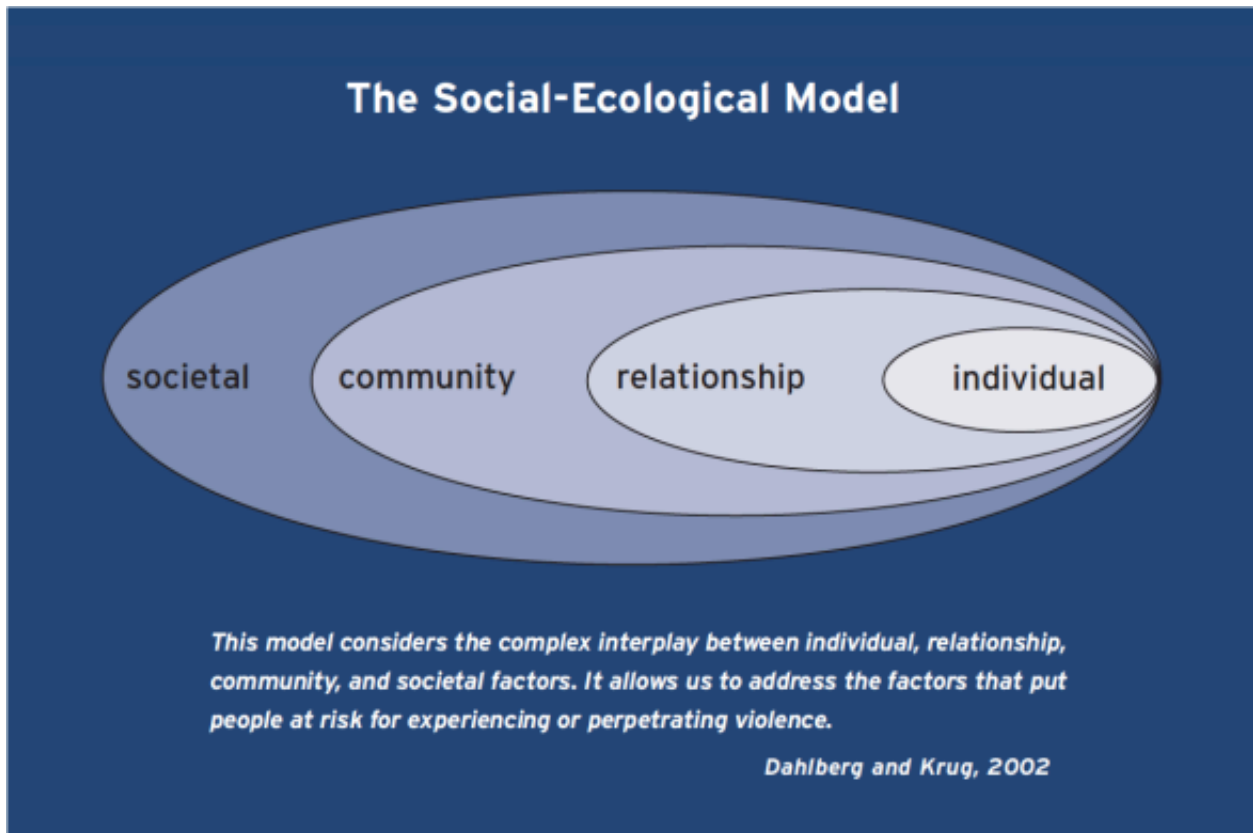 The Social-Ecological Model
societal community relationship individual
This model considers the complex interplay between individual, relationship,
community, and societal factors. It allows us to address the factors that put
people at risk for experiencing or perpetrating violence.
Dahlberg and Krug, 2002